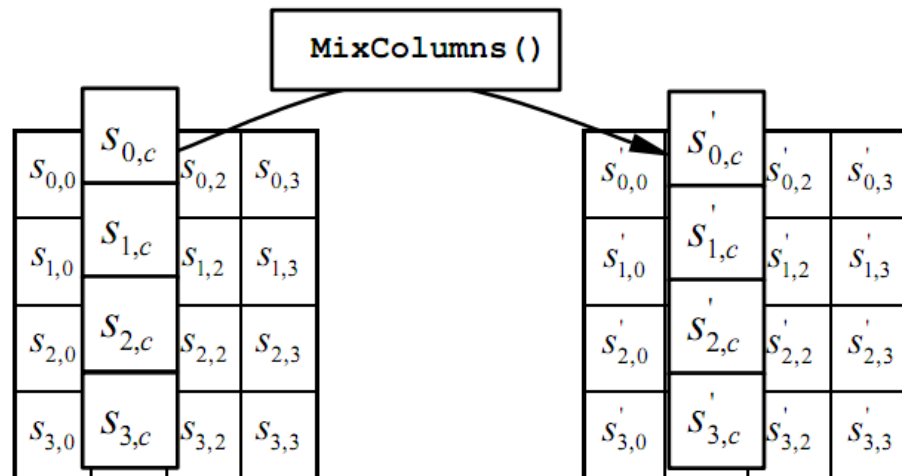 MixColumns()
s0,0 s0,c s0,2 s0,3
s1,0 s1,c s1,2 s1,3
s2,0 s2,c s2,2 s2,3
s3,0 s3,c s3,2 s3,3
s'0,0 s'0,c s'0,2 s'0,3
s'1,0 s'1,c s'1,2 s'1,3
s'2,0 s'2,c s'2,2 s'2,3
s'3,0 s'3,c s'3,2 s'3,3